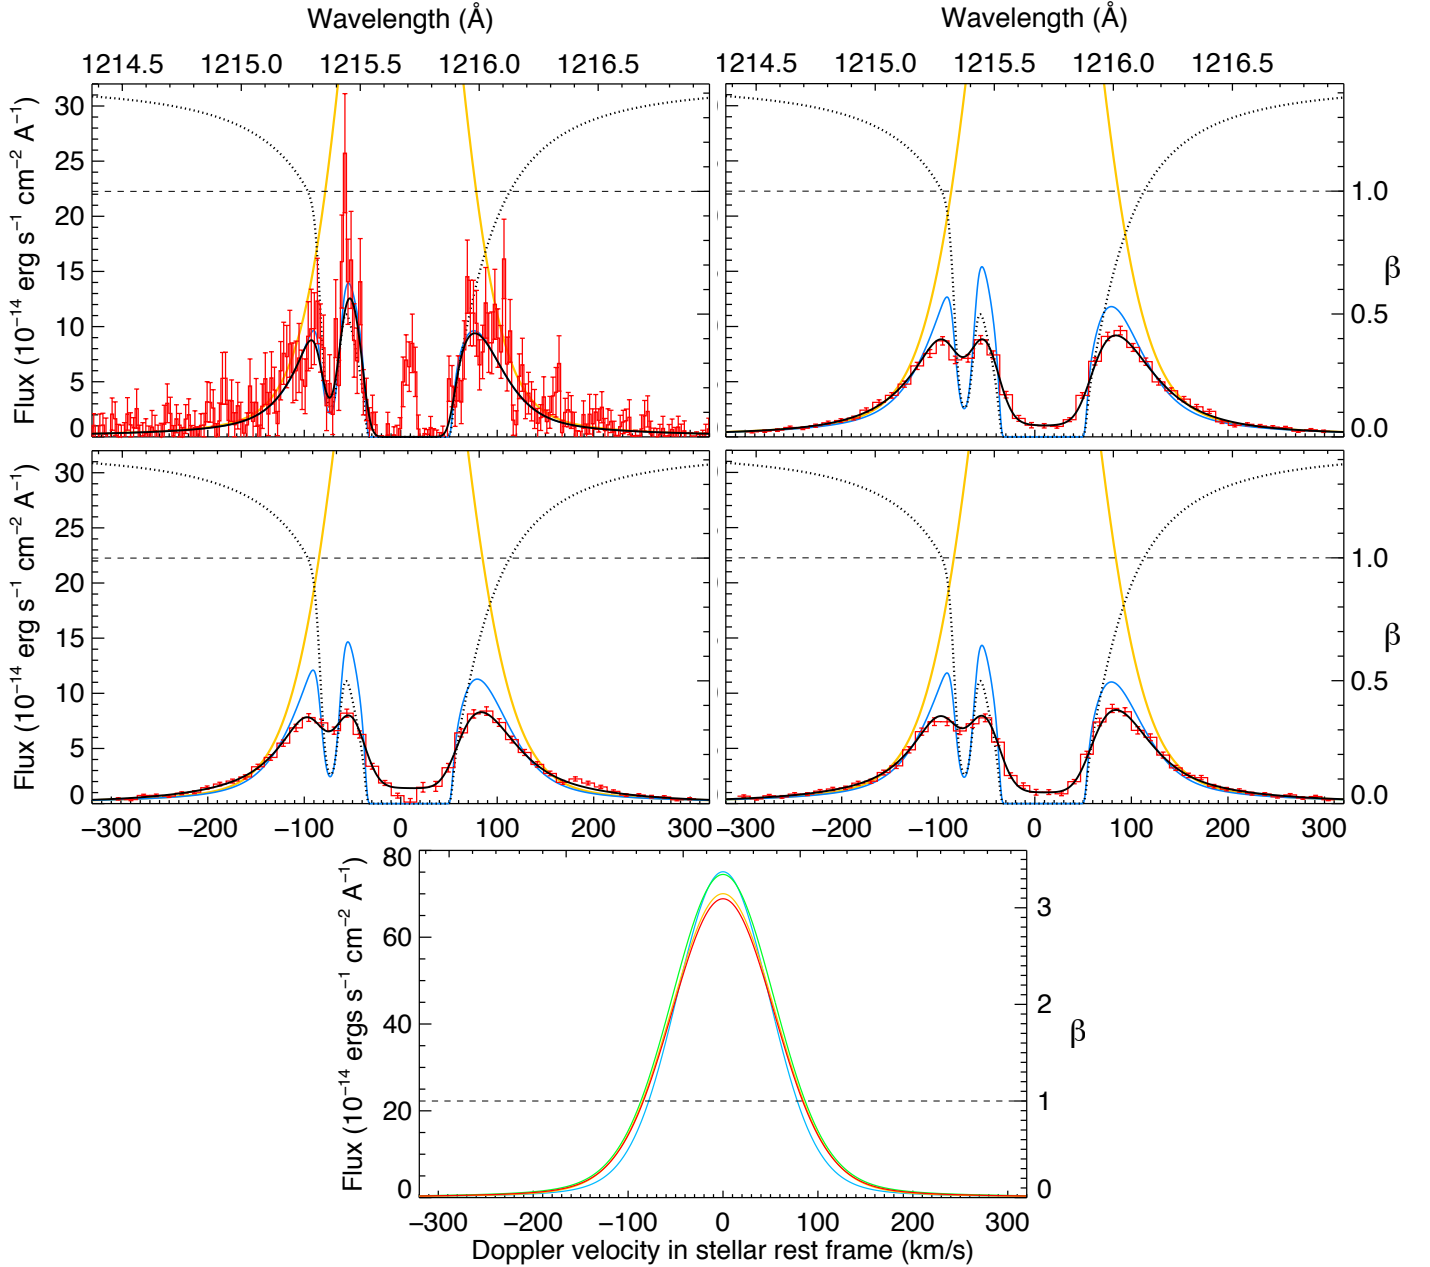 Wavelength (Å)
Wavelength (Å)
1214.5 1215.0 1215.5 1216.0 1216.5
1214.5 1215.0 1215.5 1216.0 1216.5
Flux (10⁻¹⁴ erg s⁻¹ cm⁻² A⁻¹)
30
25
20
15
10
5
0
1.0
0.5
0.0
β
Flux (10⁻¹⁴ erg s⁻¹ cm⁻² A⁻¹)
30
25
20
15
10
5
0
1.0
0.5
0.0
β
−300 −200 −100 0 100 200 300
−300 −200 −100 0 100 200 300
Flux (10⁻¹⁴ ergs s⁻¹ cm⁻² A⁻¹)
80
60
40
20
0
3
2
1
0
β
−300 −200 −100 0 100 200 300
Doppler velocity in stellar rest frame (km/s)